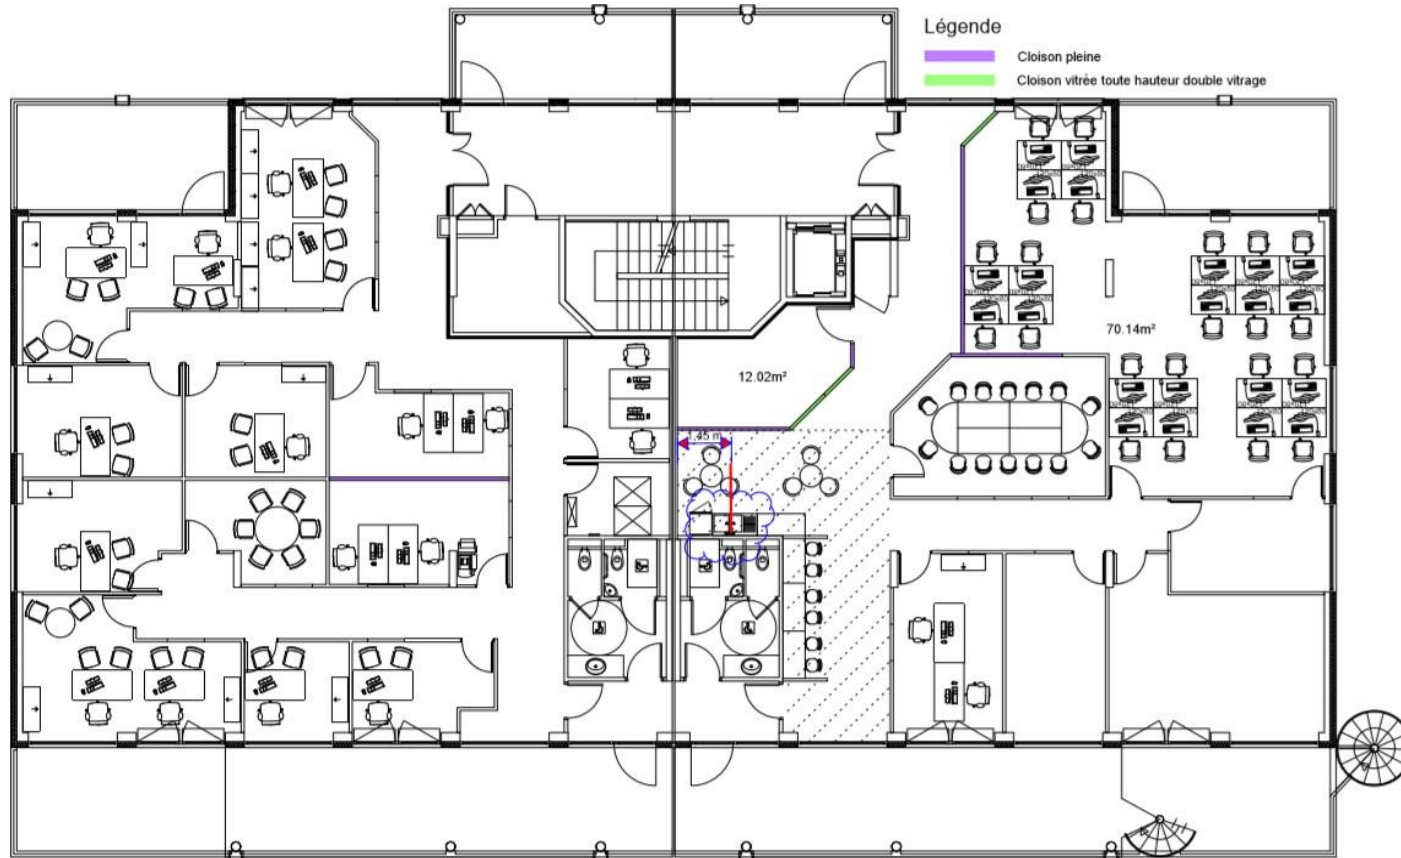 Légende
Cloison pleine
Cloison vitrée toute hauteur double vitrage
70.14m²
12.02m²
1,45 m